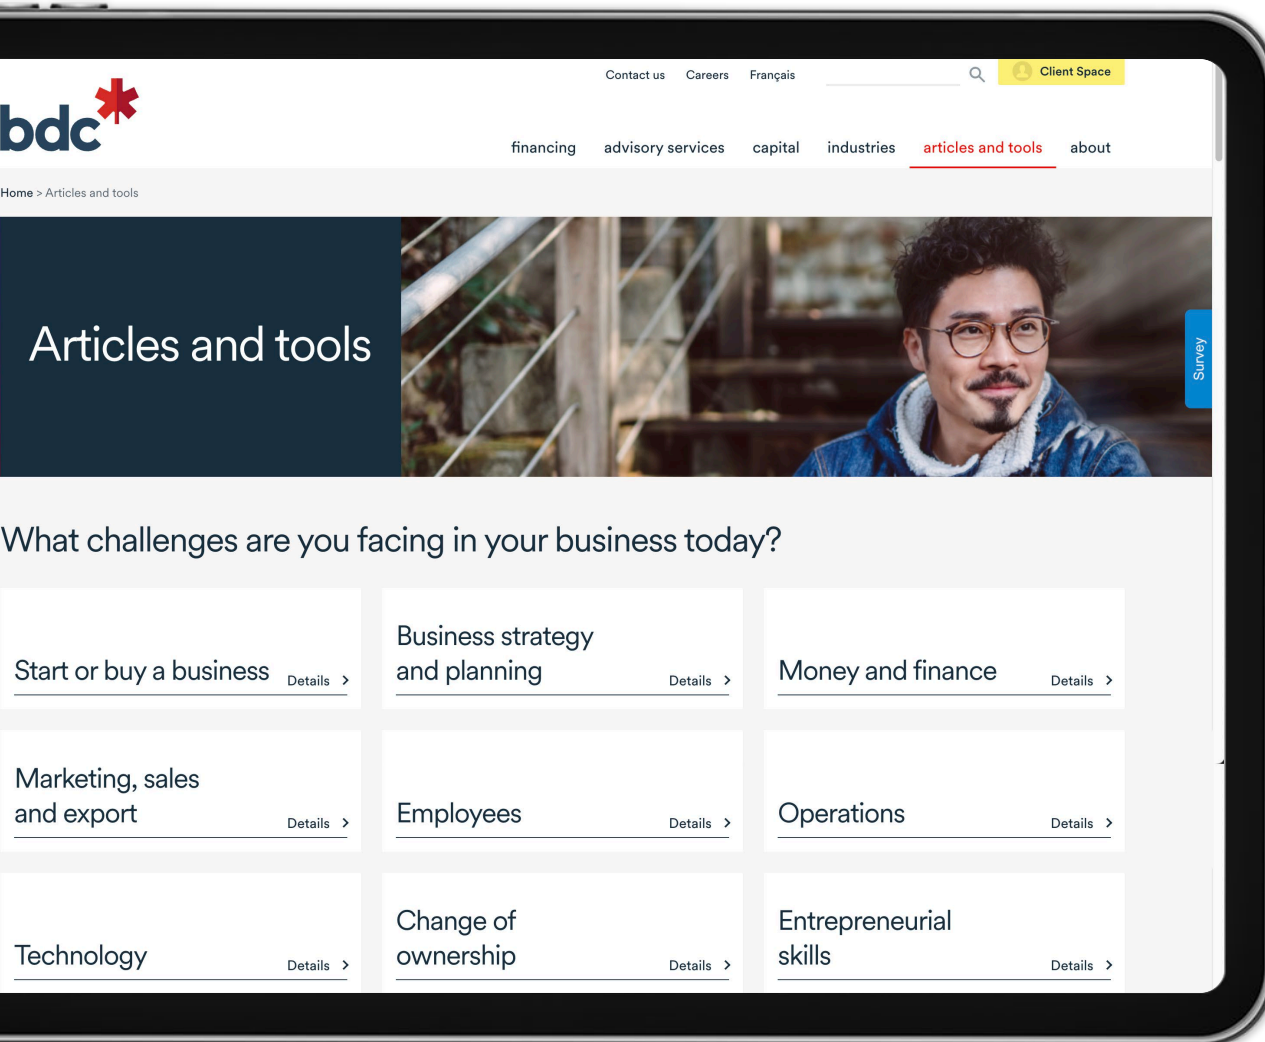 Contact us Careers Français Client Space
bdc
financing advisory services capital industries articles and tools about
Home > Articles and tools
Articles and tools
Survey
What challenges are you facing in your business today?
Start or buy a business Details
Business strategy
and planning Details
Money and finance Details
Marketing, sales
and export Details
Employees Details
Operations Details
Technology Details
Change of
ownership Details
Entrepreneurial
skills Details